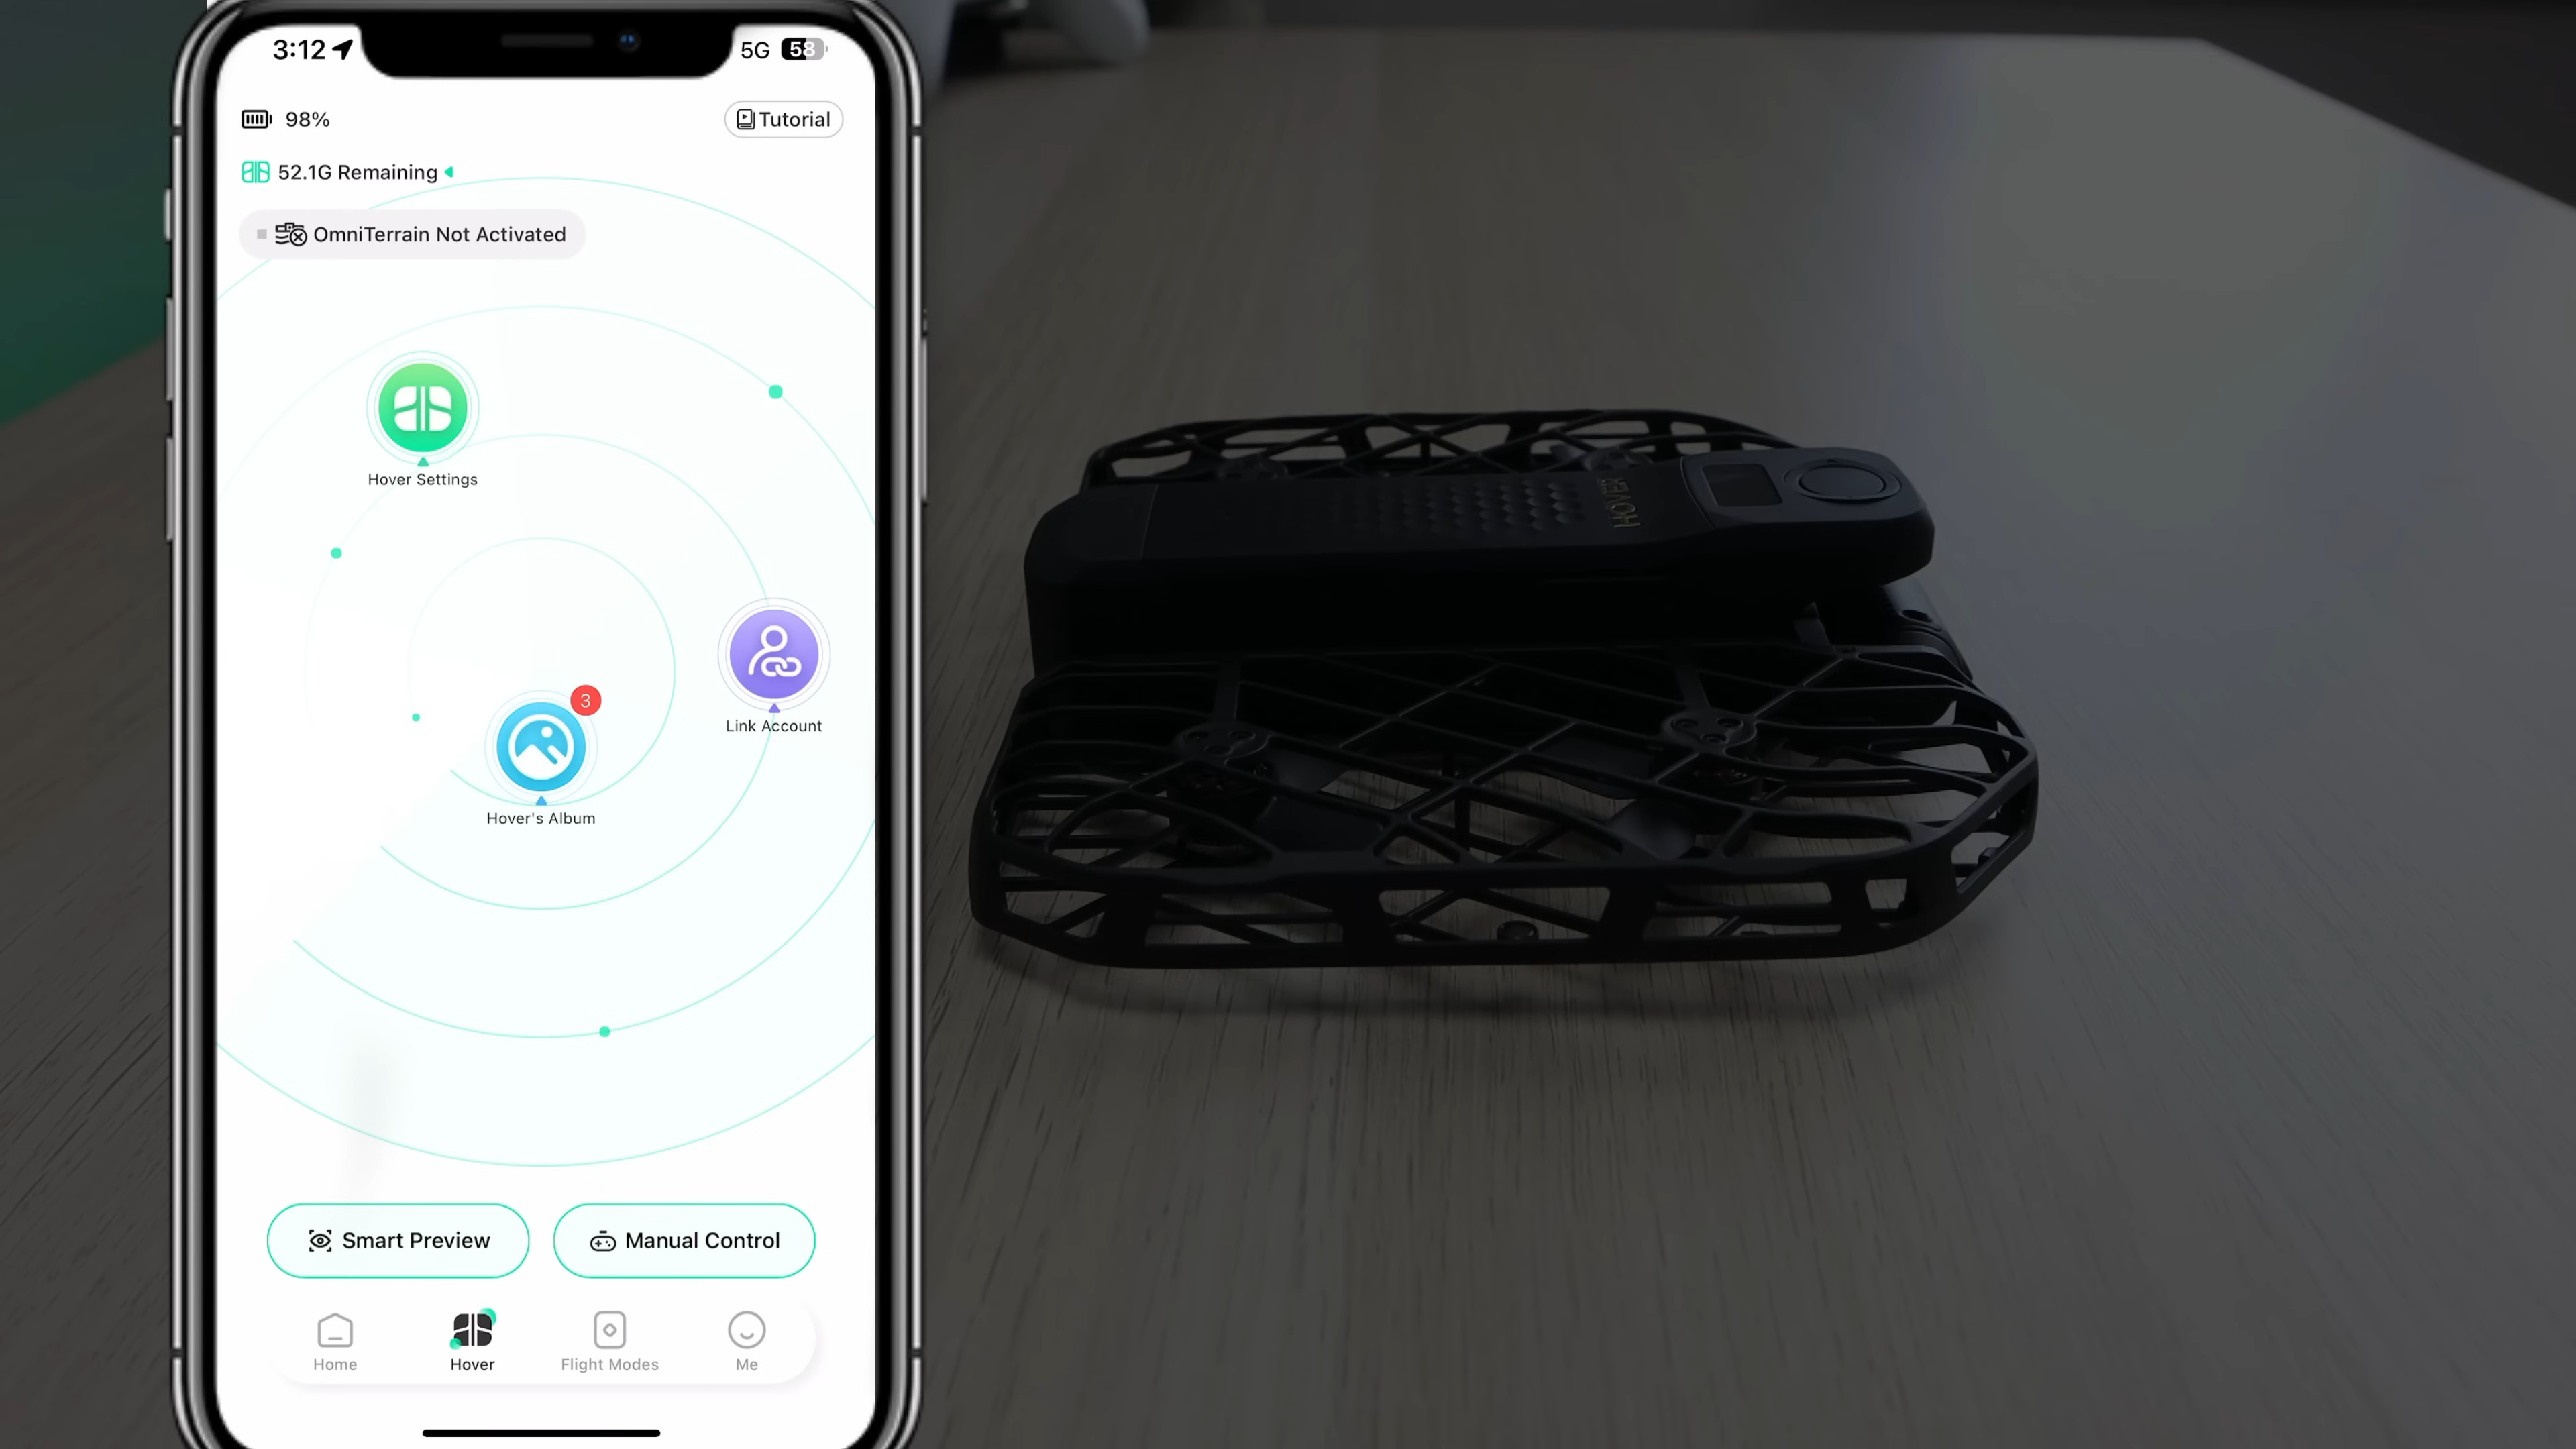 3:12
5G 58
98%
Tutorial
52.1G Remaining
OmniTerrain Not Activated
Hover Settings
3
Link Account
Hover's Album
Smart Preview
Manual Control
Home
Hover
Flight Modes
Me
HOVER